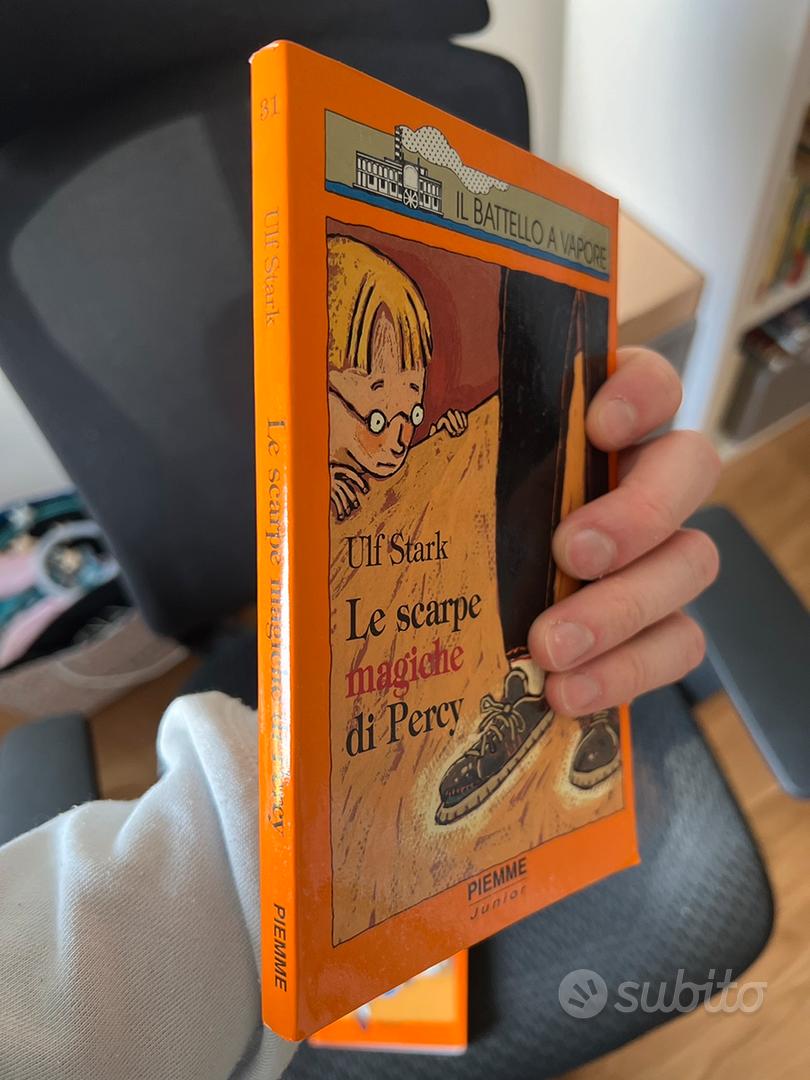 31
Ulf Stark
Le scarpe magiche di Percy
PIEMME
IL BATTELLO A VAPORE
Ulf Stark
Le scarpe
magiche
di Percy
PIEMME
Junior
subito